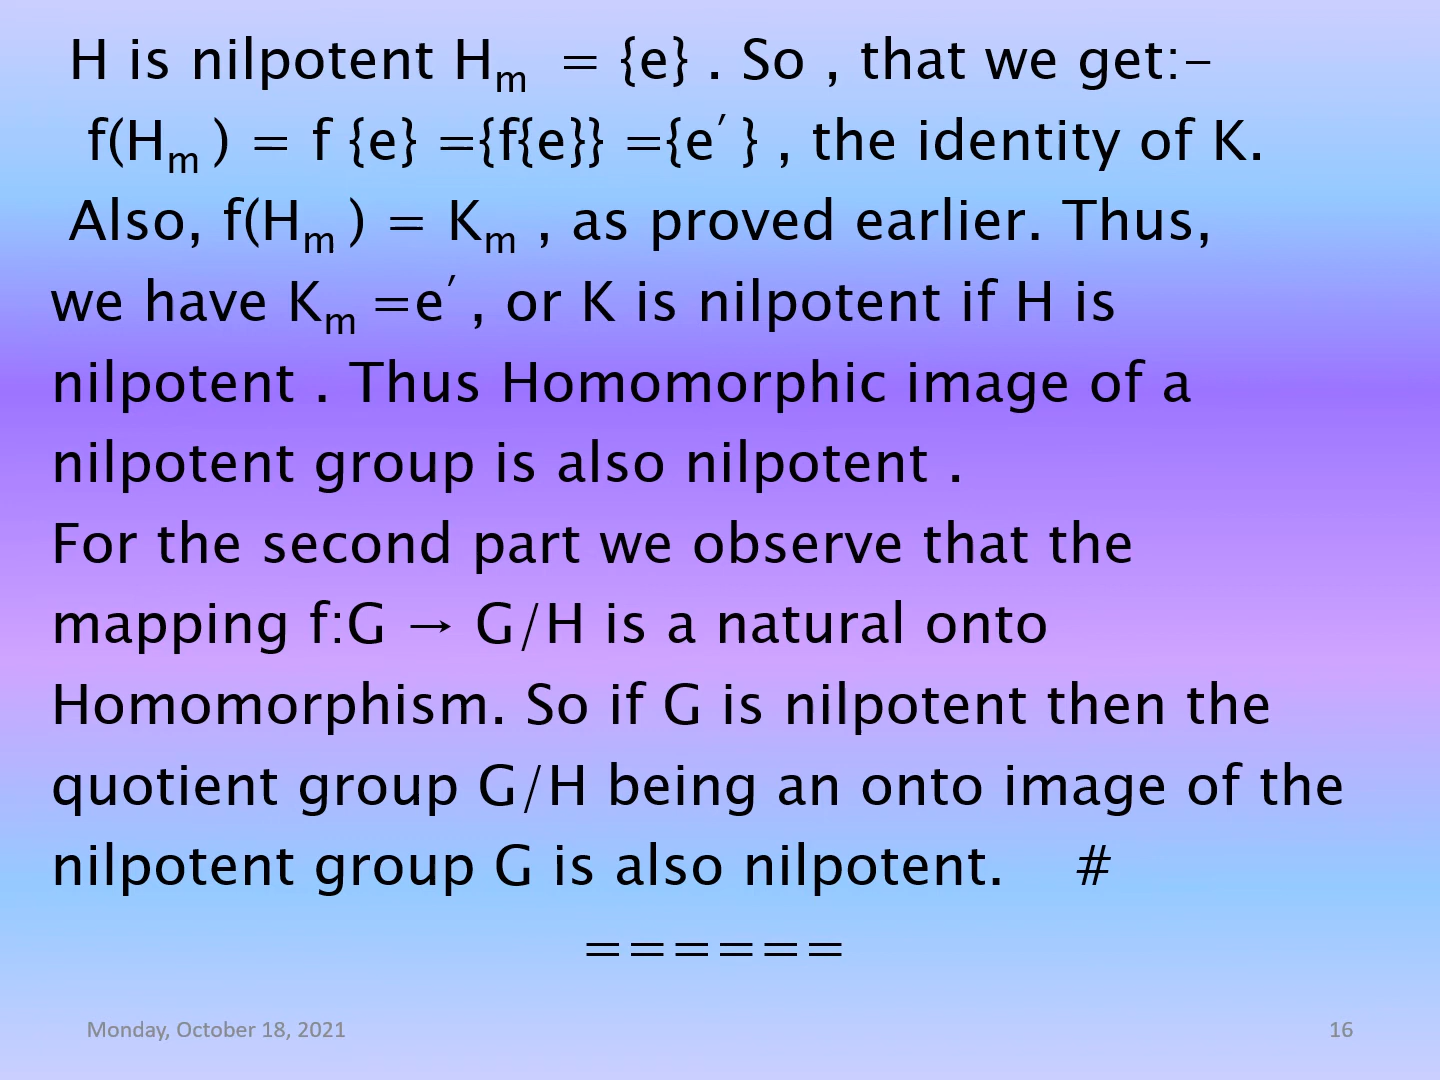 H is nilpotent Hₘ = {e} . So , that we get:-
f(Hₘ ) = f {e} ={f{e}} ={e′ } , the identity of K.
Also, f(Hₘ ) = Kₘ , as proved earlier. Thus,
we have Kₘ =e′ , or K is nilpotent if H is
nilpotent . Thus Homomorphic image of a
nilpotent group is also nilpotent .
For the second part we observe that the
mapping f:G → G/H is a natural onto
Homomorphism. So if G is nilpotent then the
quotient group G/H being an onto image of the
nilpotent group G is also nilpotent. #
======
Monday, October 18, 2021
16